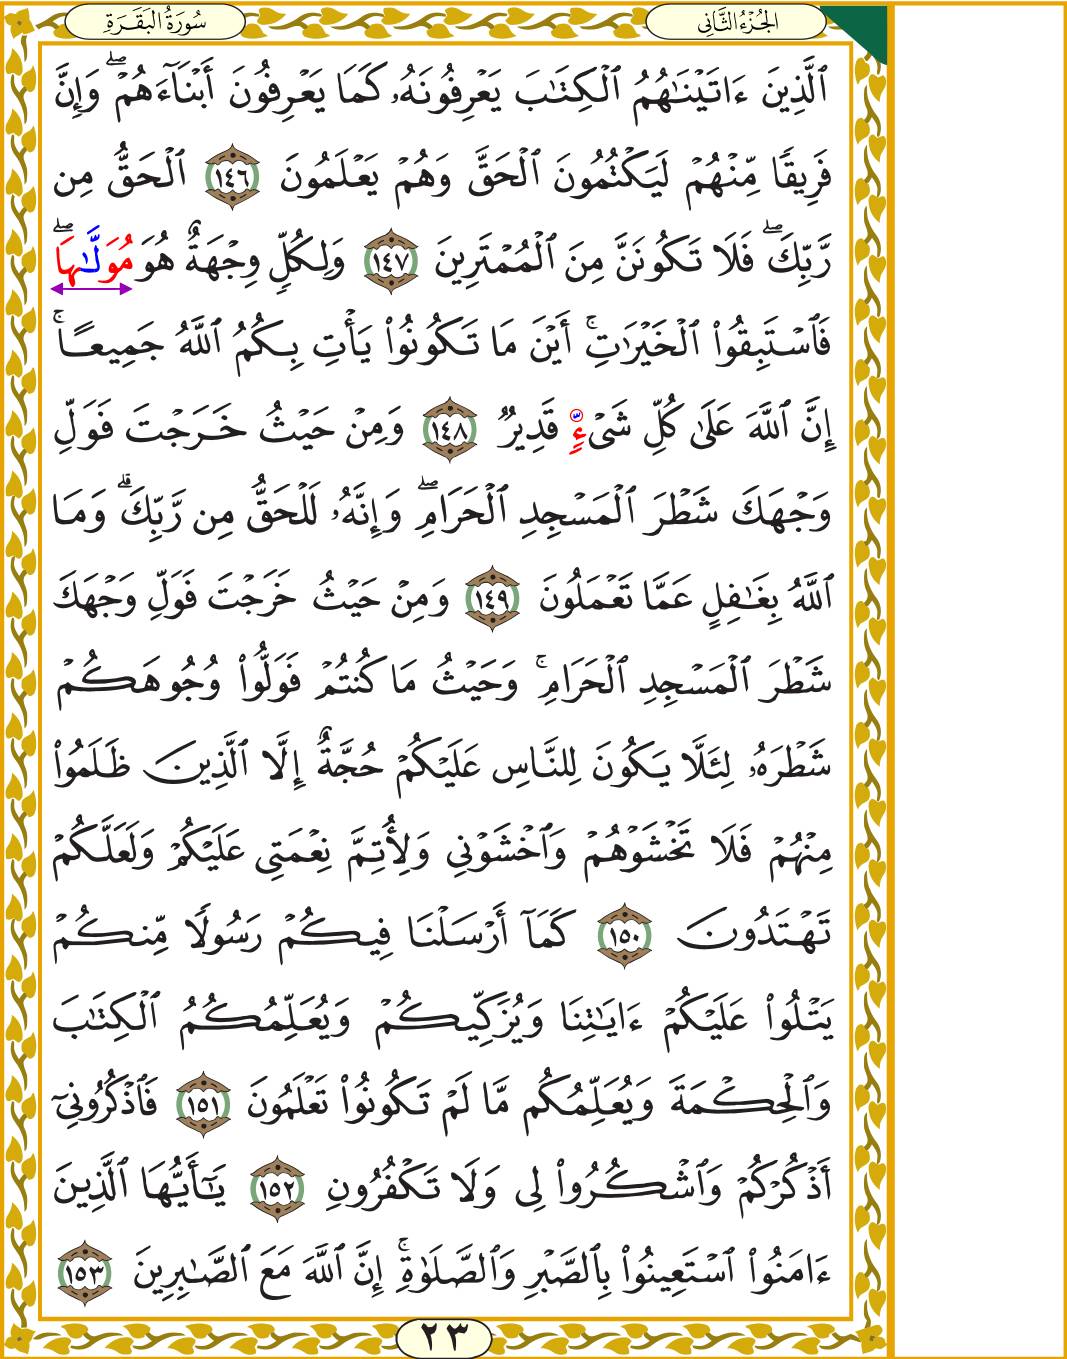 سُورَةُ البَقَرَةِ
الجُزْءُ الثَّانِي
ٱلَّذِينَ ءَاتَيْنَٰهُمُ ٱلْكِتَٰبَ يَعْرِفُونَهُۥ كَمَا يَعْرِفُونَ أَبْنَآءَهُمْۖ وَإِنَّ
فَرِيقًا مِّنْهُمْ لَيَكْتُمُونَ ٱلْحَقَّ وَهُمْ يَعْلَمُونَ ١٤٦ ٱلْحَقُّ مِن
رَّبِّكَۖ فَلَا تَكُونَنَّ مِنَ ٱلْمُمْتَرِينَ ١٤٧ وَلِكُلٍّ وِجْهَةٌ هُوَ مُوَلَّىٰهَاۖ
فَٱسْتَبِقُوا۟ ٱلْخَيْرَٰتِۚ أَيْنَ مَا تَكُونُوا۟ يَأْتِ بِكُمُ ٱللَّهُ جَمِيعًاۚ
إِنَّ ٱللَّهَ عَلَىٰ كُلِّ شَىْءٍ قَدِيرٌ ١٤٨ وَمِنْ حَيْثُ خَرَجْتَ فَوَلِّ
وَجْهَكَ شَطْرَ ٱلْمَسْجِدِ ٱلْحَرَامِۖ وَإِنَّهُۥ لَلْحَقُّ مِن رَّبِّكَۗ وَمَا
ٱللَّهُ بِغَٰفِلٍ عَمَّا تَعْمَلُونَ ١٤٩ وَمِنْ حَيْثُ خَرَجْتَ فَوَلِّ وَجْهَكَ
شَطْرَ ٱلْمَسْجِدِ ٱلْحَرَامِۚ وَحَيْثُ مَا كُنتُمْ فَوَلُّوا۟ وُجُوهَكُمْ
شَطْرَهُۥ لِئَلَّا يَكُونَ لِلنَّاسِ عَلَيْكُمْ حُجَّةٌ إِلَّا ٱلَّذِينَ ظَلَمُوا۟
مِنْهُمْ فَلَا تَخْشَوْهُمْ وَٱخْشَوْنِى وَلِأُتِمَّ نِعْمَتِى عَلَيْكُمْ وَلَعَلَّكُمْ
تَهْتَدُونَ ١٥٠ كَمَآ أَرْسَلْنَا فِيكُمْ رَسُولًا مِّنكُمْ
يَتْلُوا۟ عَلَيْكُمْ ءَايَٰتِنَا وَيُزَكِّيكُمْ وَيُعَلِّمُكُمُ ٱلْكِتَٰبَ
وَٱلْحِكْمَةَ وَيُعَلِّمُكُم مَّا لَمْ تَكُونُوا۟ تَعْلَمُونَ ١٥١ فَٱذْكُرُونِىٓ
أَذْكُرْكُمْ وَٱشْكُرُوا۟ لِى وَلَا تَكْفُرُونِ ١٥٢ يَٰٓأَيُّهَا ٱلَّذِينَ
ءَامَنُوا۟ ٱسْتَعِينُوا۟ بِٱلصَّبْرِ وَٱلصَّلَوٰةِۚ إِنَّ ٱللَّهَ مَعَ ٱلصَّٰبِرِينَ ١٥٣
٢٣